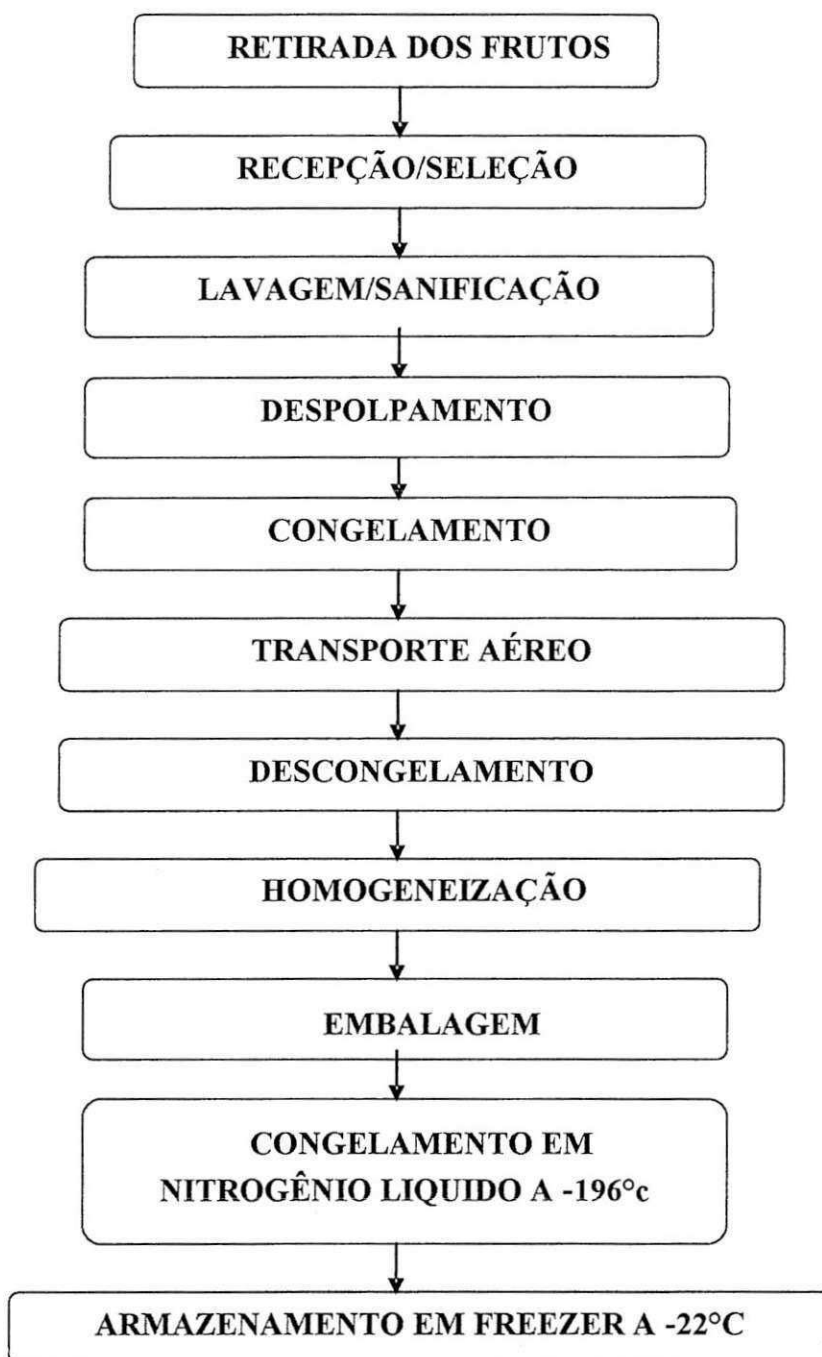 RETIRADA DOS FRUTOS
RECEPÇÃO/SELEÇÃO
LAVAGEM/SANIFICAÇÃO
DESPOLPAMENTO
CONGELAMENTO
TRANSPORTE AÉREO
DESCONGELAMENTO
HOMOGENEIZAÇÃO
EMBALAGEM
CONGELAMENTO EM
NITROGÊNIO LIQUIDO A -196°c
ARMAZENAMENTO EM FREEZER A -22°C